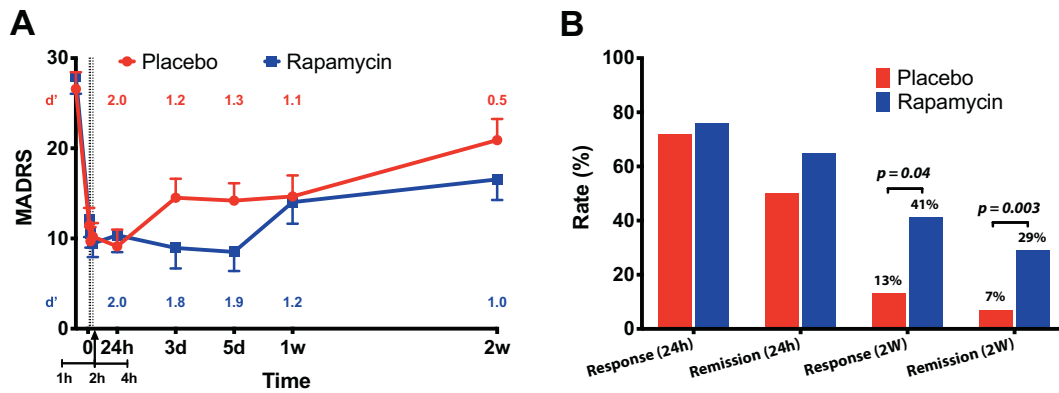 A
Placebo
Rapamycin
30
20
10
0
MADRS
d’ 2.0 1.2 1.3 1.1 0.5
d’ 2.0 1.8 1.9 1.2 1.0
0 24h 3d 5d 1w 2w
1h 2h 4h
Time
B
Placebo
Rapamycin
100
80
60
40
20
0
Rate (%)
p = 0.04
41%
13%
p = 0.003
29%
7%
Response (24h)
Remission (24h)
Response (2W)
Remission (2W)